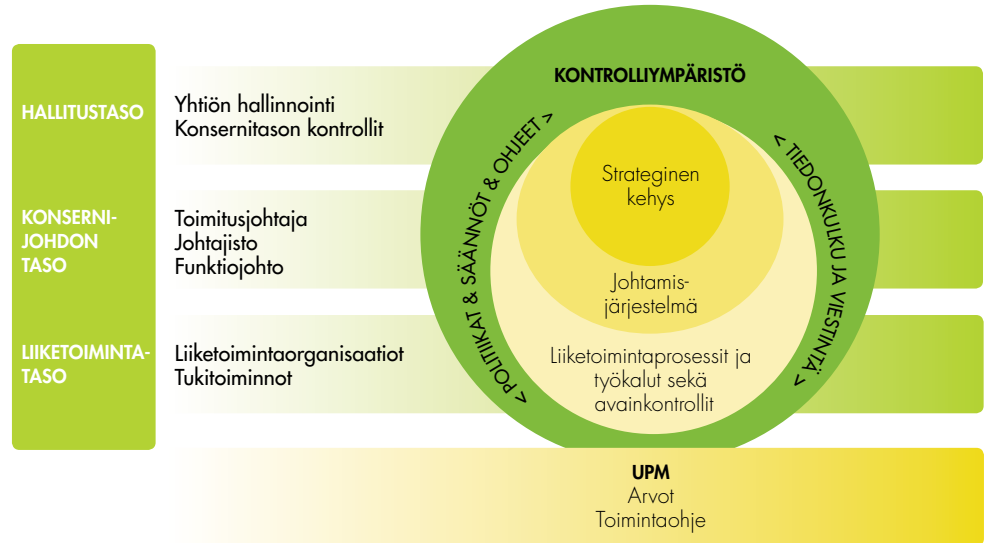 HALLITUSTASO
Yhtiön hallinnointi
Konsernitason kontrollit
KONSERNI-
JOHDON
TASO
Toimitusjohtaja
Johtajisto
Funktiojohto
LIIKETOIMINTA-
TASO
Liiketoimintaorganisaatiot
Tukitoiminnot
KONTROLLIYMPÄRISTÖ
< POLITIIKAT & SÄÄNNÖT & OHJEET >
< TIEDONKULKU JA VIESTINTÄ >
Strateginen
kehys
Johtamis-
järjestelmä
Liiketoimintaprosessit ja
työkalut sekä
avainkontrollit
UPM
Arvot
Toimintaohje